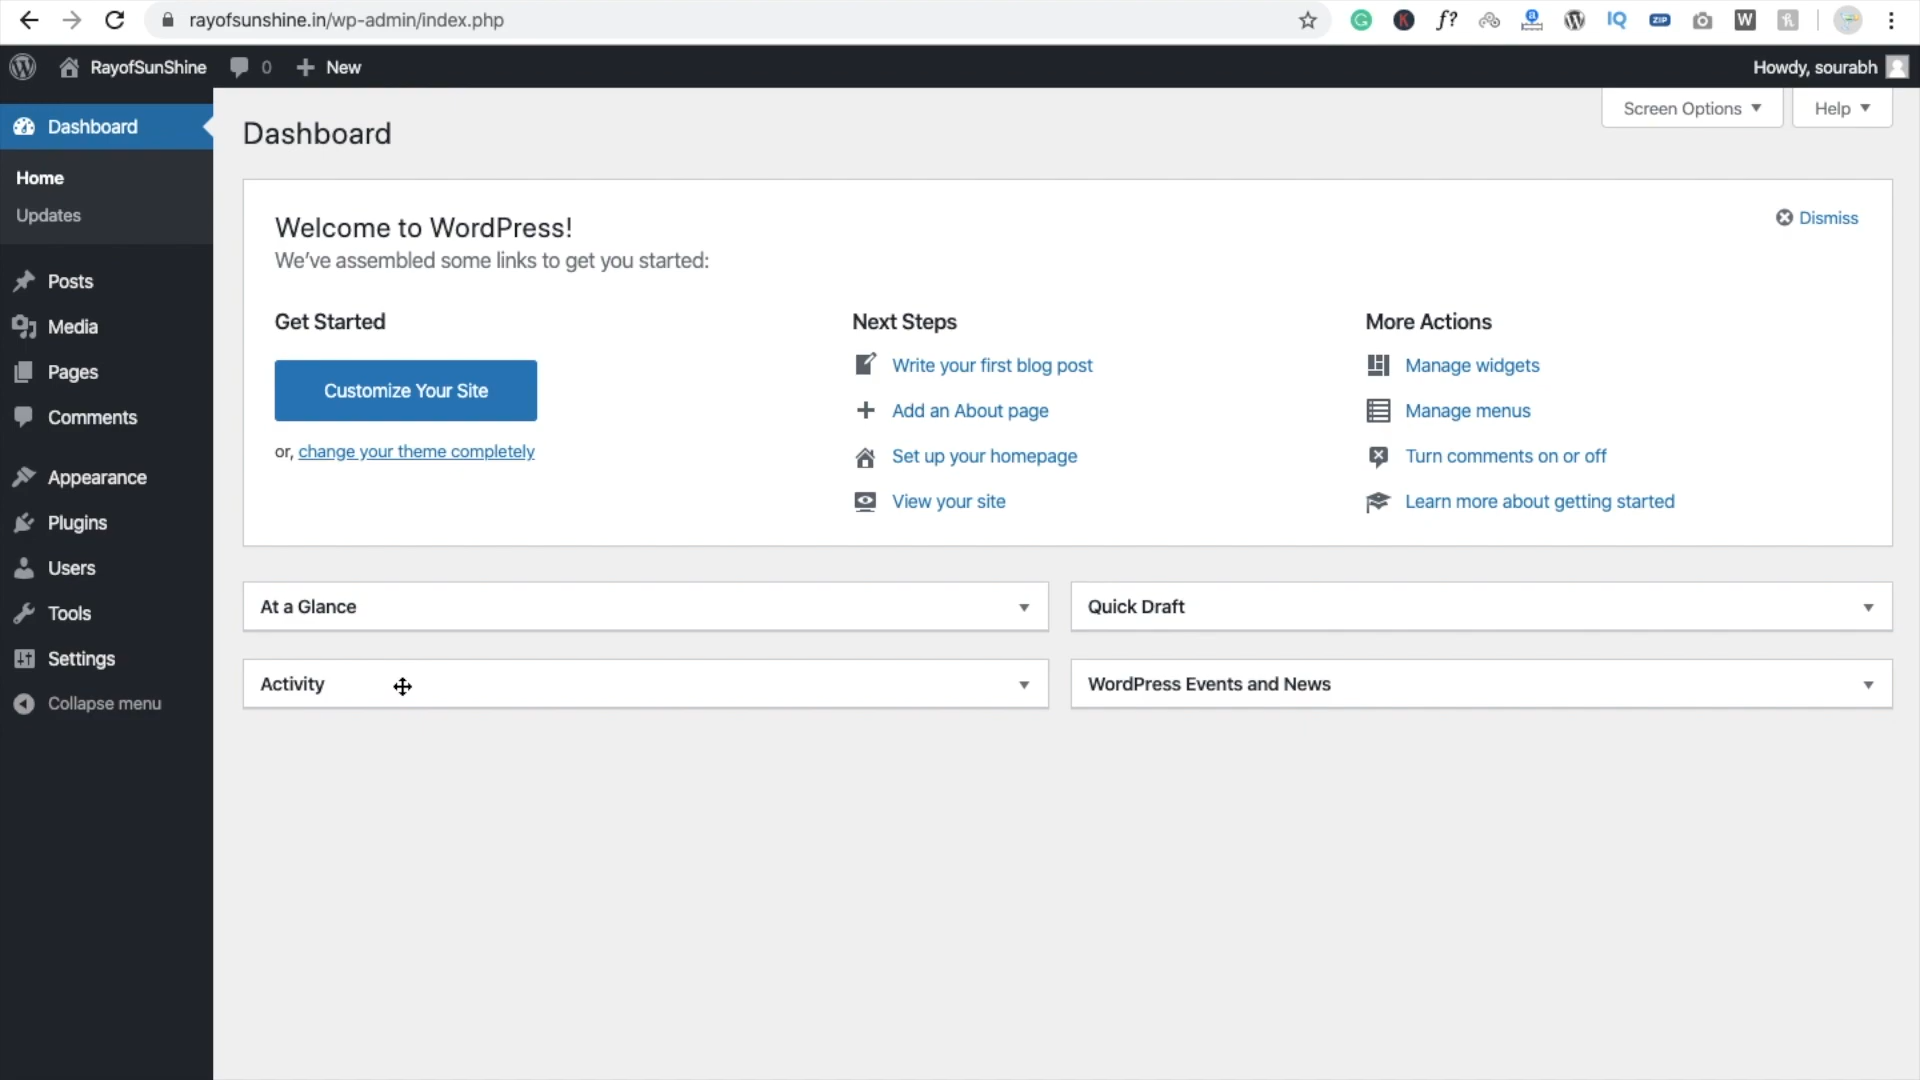 rayofsunshine.in/wp-admin/index.php
f?
a
IQ
ZIP
W
RayofSunShine
0
New
Howdy, sourabh
Dashboard
Home
Updates
Posts
Media
Pages
Comments
Appearance
Plugins
Users
Tools
Settings
Collapse menu
Screen Options
Help
Dashboard
Welcome to WordPress!
Dismiss
We've assembled some links to get you started:
Get Started
Customize Your Site
or, change your theme completely
Next Steps
Write your first blog post
Add an About page
Set up your homepage
View your site
More Actions
Manage widgets
Manage menus
Turn comments on or off
Learn more about getting started
At a Glance
Quick Draft
Activity
WordPress Events and News